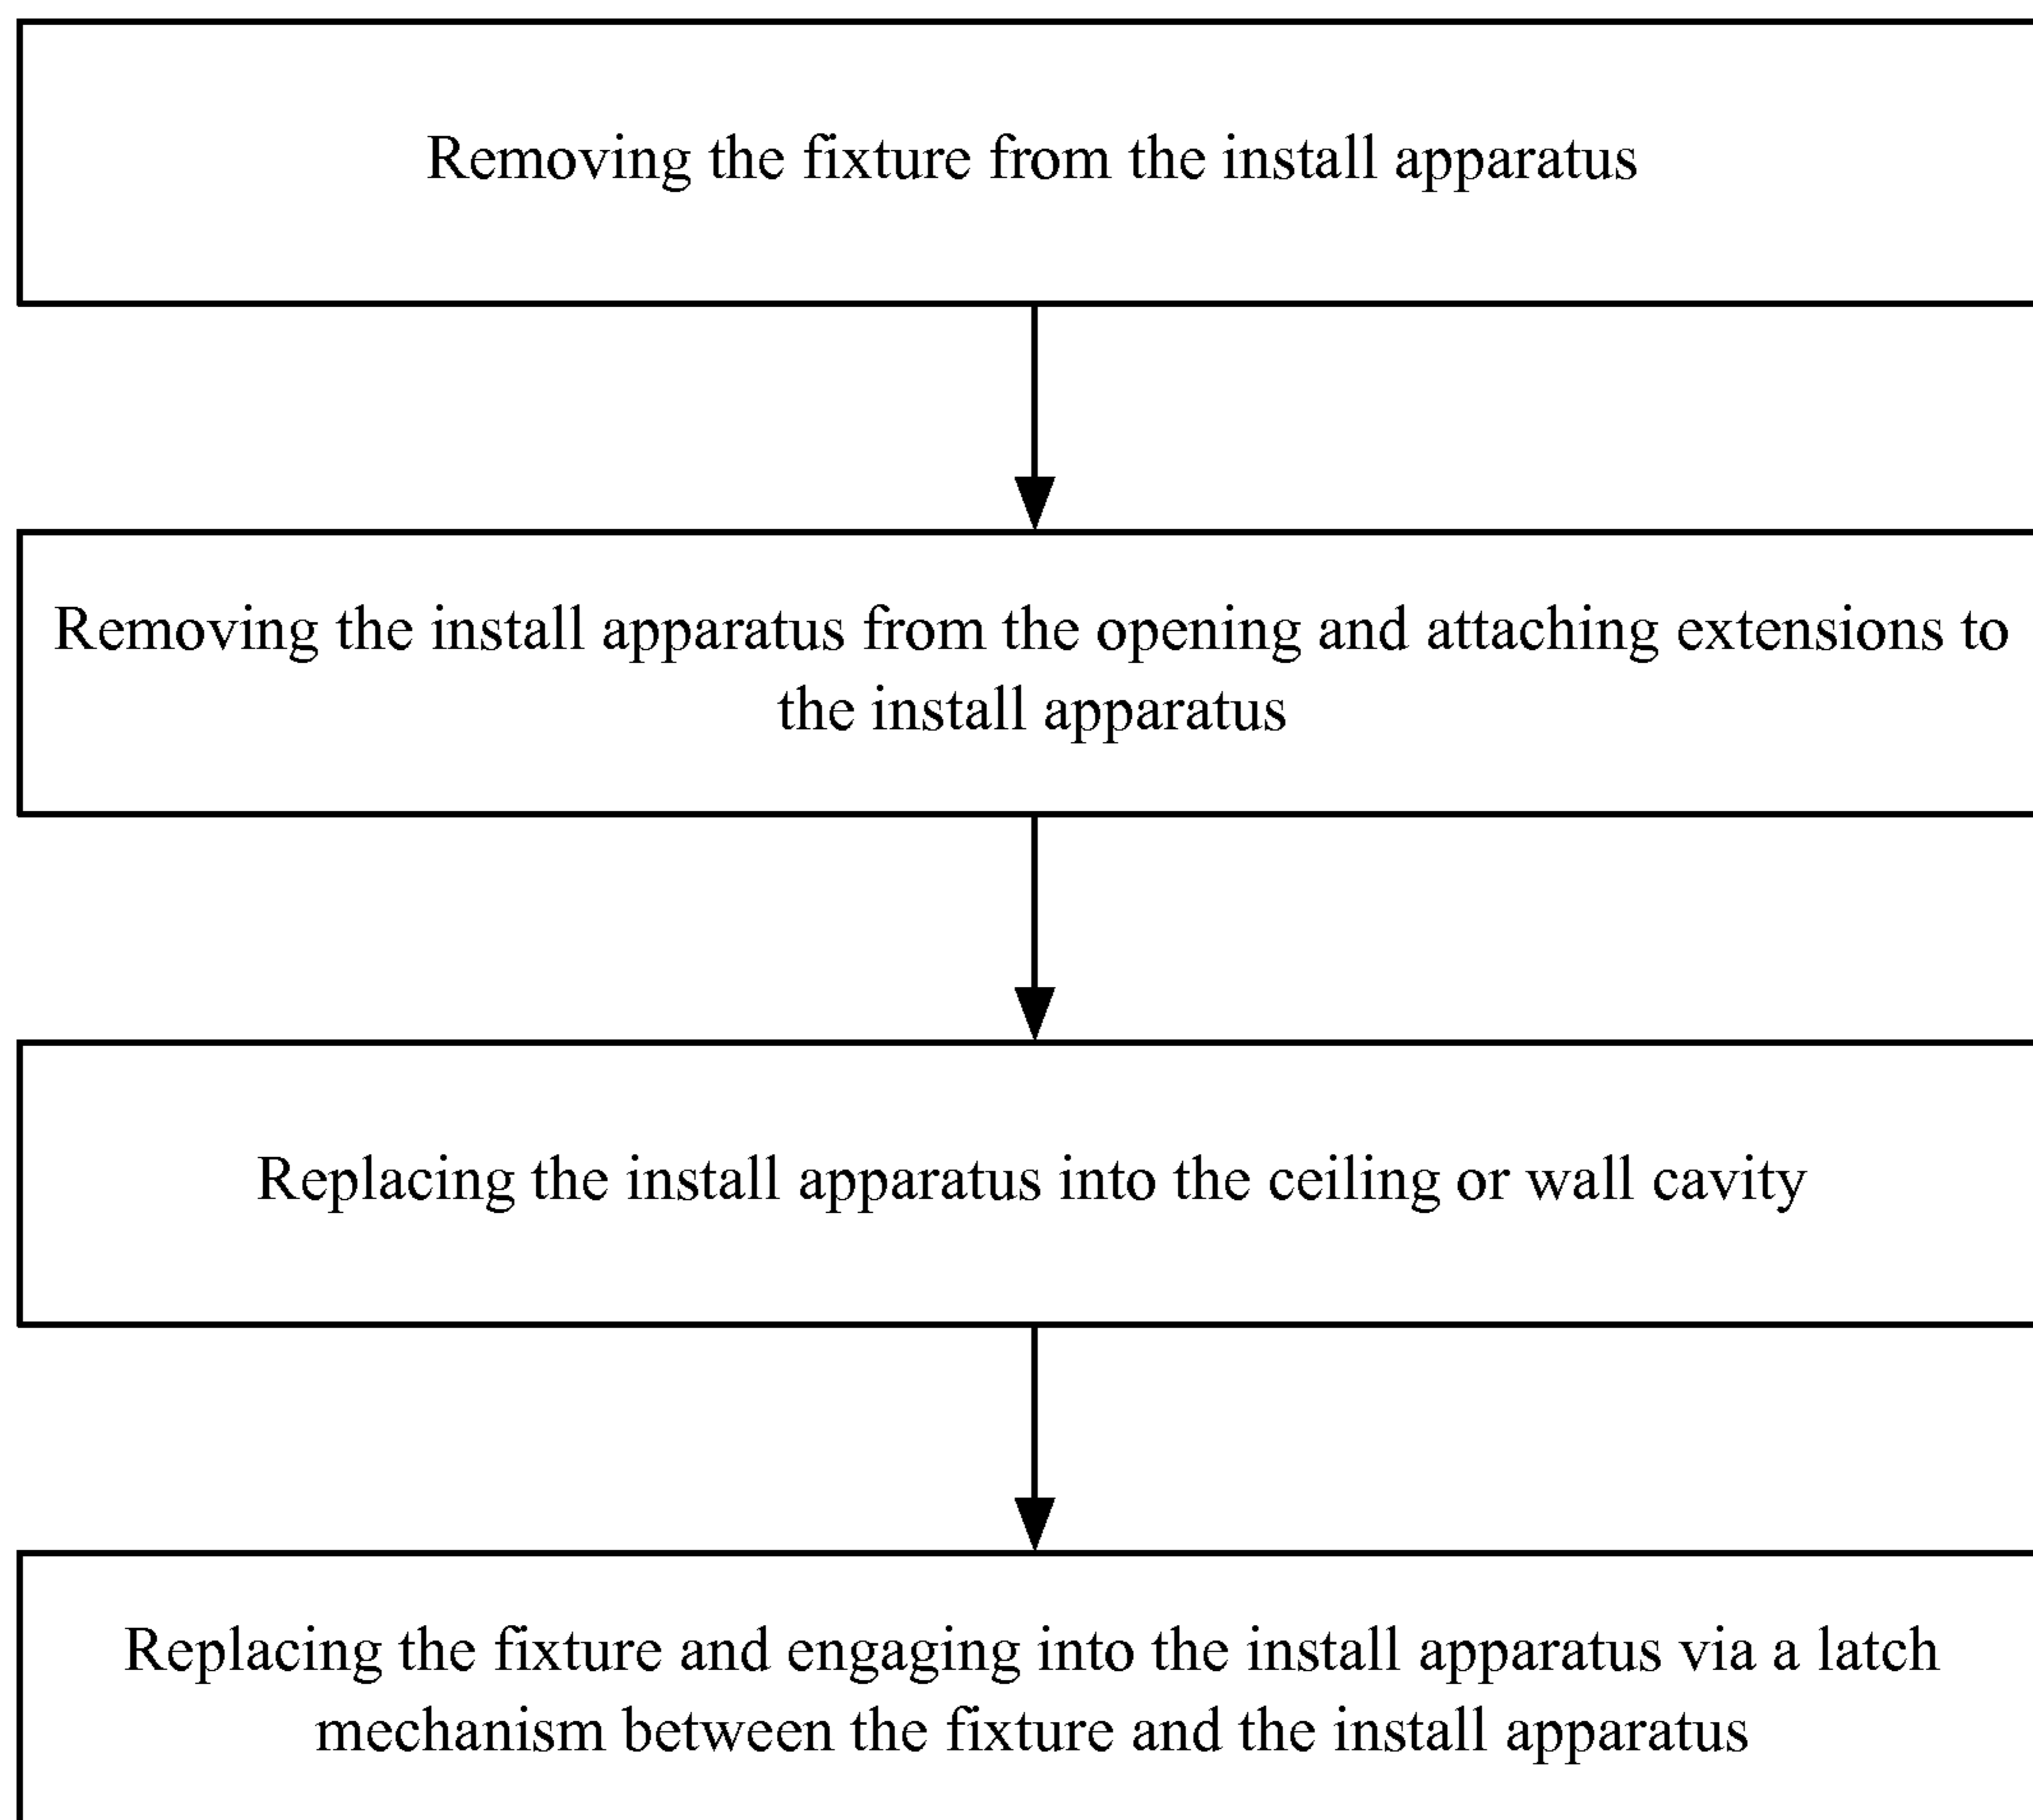 Removing the fixture from the install apparatus
Removing the install apparatus from the opening and attaching extensions to
the install apparatus
Replacing the install apparatus into the ceiling or wall cavity
Replacing the fixture and engaging into the install apparatus via a latch
mechanism between the fixture and the install apparatus